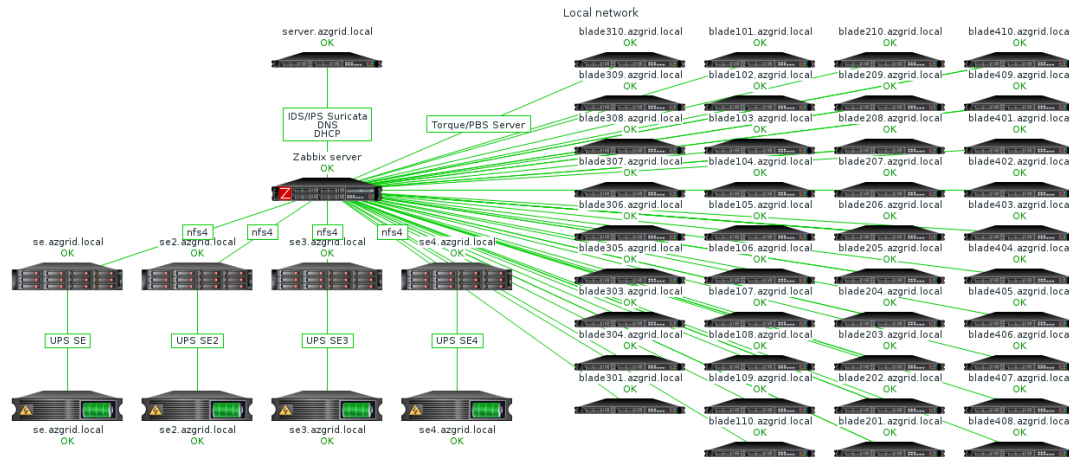 Local network
server.azgrid.local
OK
IDS/IPS Suricata
DNS
DHCP
Torque/PBS Server
Zabbix server
OK
Z
nfs4
nfs4
nfs4
nfs4
se.azgrid.local
OK
se2.azgrid.local
OK
se3.azgrid.local
OK
se4.azgrid.local
OK
UPS SE
UPS SE2
UPS SE3
UPS SE4
se.azgrid.local
OK
se2.azgrid.local
OK
se3.azgrid.local
OK
se4.azgrid.local
OK
blade310.azgrid.local
OK
blade309.azgrid.local
OK
blade308.azgrid.local
OK
blade307.azgrid.local
OK
blade306.azgrid.local
OK
blade305.azgrid.local
OK
blade303.azgrid.local
OK
blade304.azgrid.local
OK
blade301.azgrid.local
OK
blade101.azgrid.local
OK
blade102.azgrid.local
OK
blade103.azgrid.local
OK
blade104.azgrid.local
OK
blade105.azgrid.local
OK
blade106.azgrid.local
OK
blade107.azgrid.local
OK
blade108.azgrid.local
OK
blade109.azgrid.local
OK
blade110.azgrid.local
OK
blade210.azgrid.local
OK
blade209.azgrid.local
OK
blade208.azgrid.local
OK
blade207.azgrid.local
OK
blade206.azgrid.local
OK
blade205.azgrid.local
OK
blade204.azgrid.local
OK
blade203.azgrid.local
OK
blade202.azgrid.local
OK
blade201.azgrid.local
OK
blade410.azgrid.local
OK
blade409.azgrid.local
OK
blade401.azgrid.local
OK
blade402.azgrid.local
OK
blade403.azgrid.local
OK
blade404.azgrid.local
OK
blade405.azgrid.local
OK
blade406.azgrid.local
OK
blade407.azgrid.local
OK
blade408.azgrid.local
OK